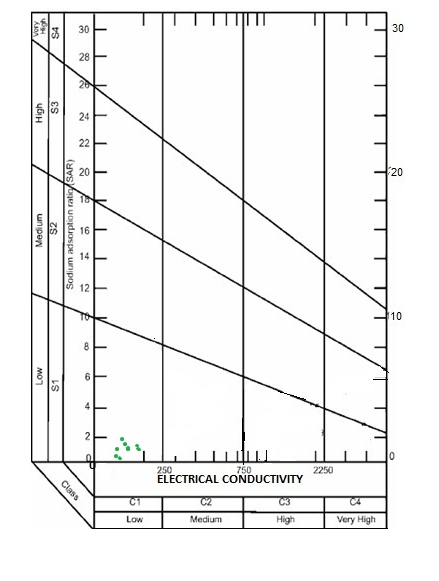 Very High S4
High S3
Medium S2
Low S1
Class
Sodium adsorption ratio (SAR)
30
28
26
24
22
20
18
16
14
12
10
8
6
4
2
0
30
20
10
0
250 750 2250
ELECTRICAL CONDUCTIVITY
C1 C2 C3 C4
Low Medium High Very High